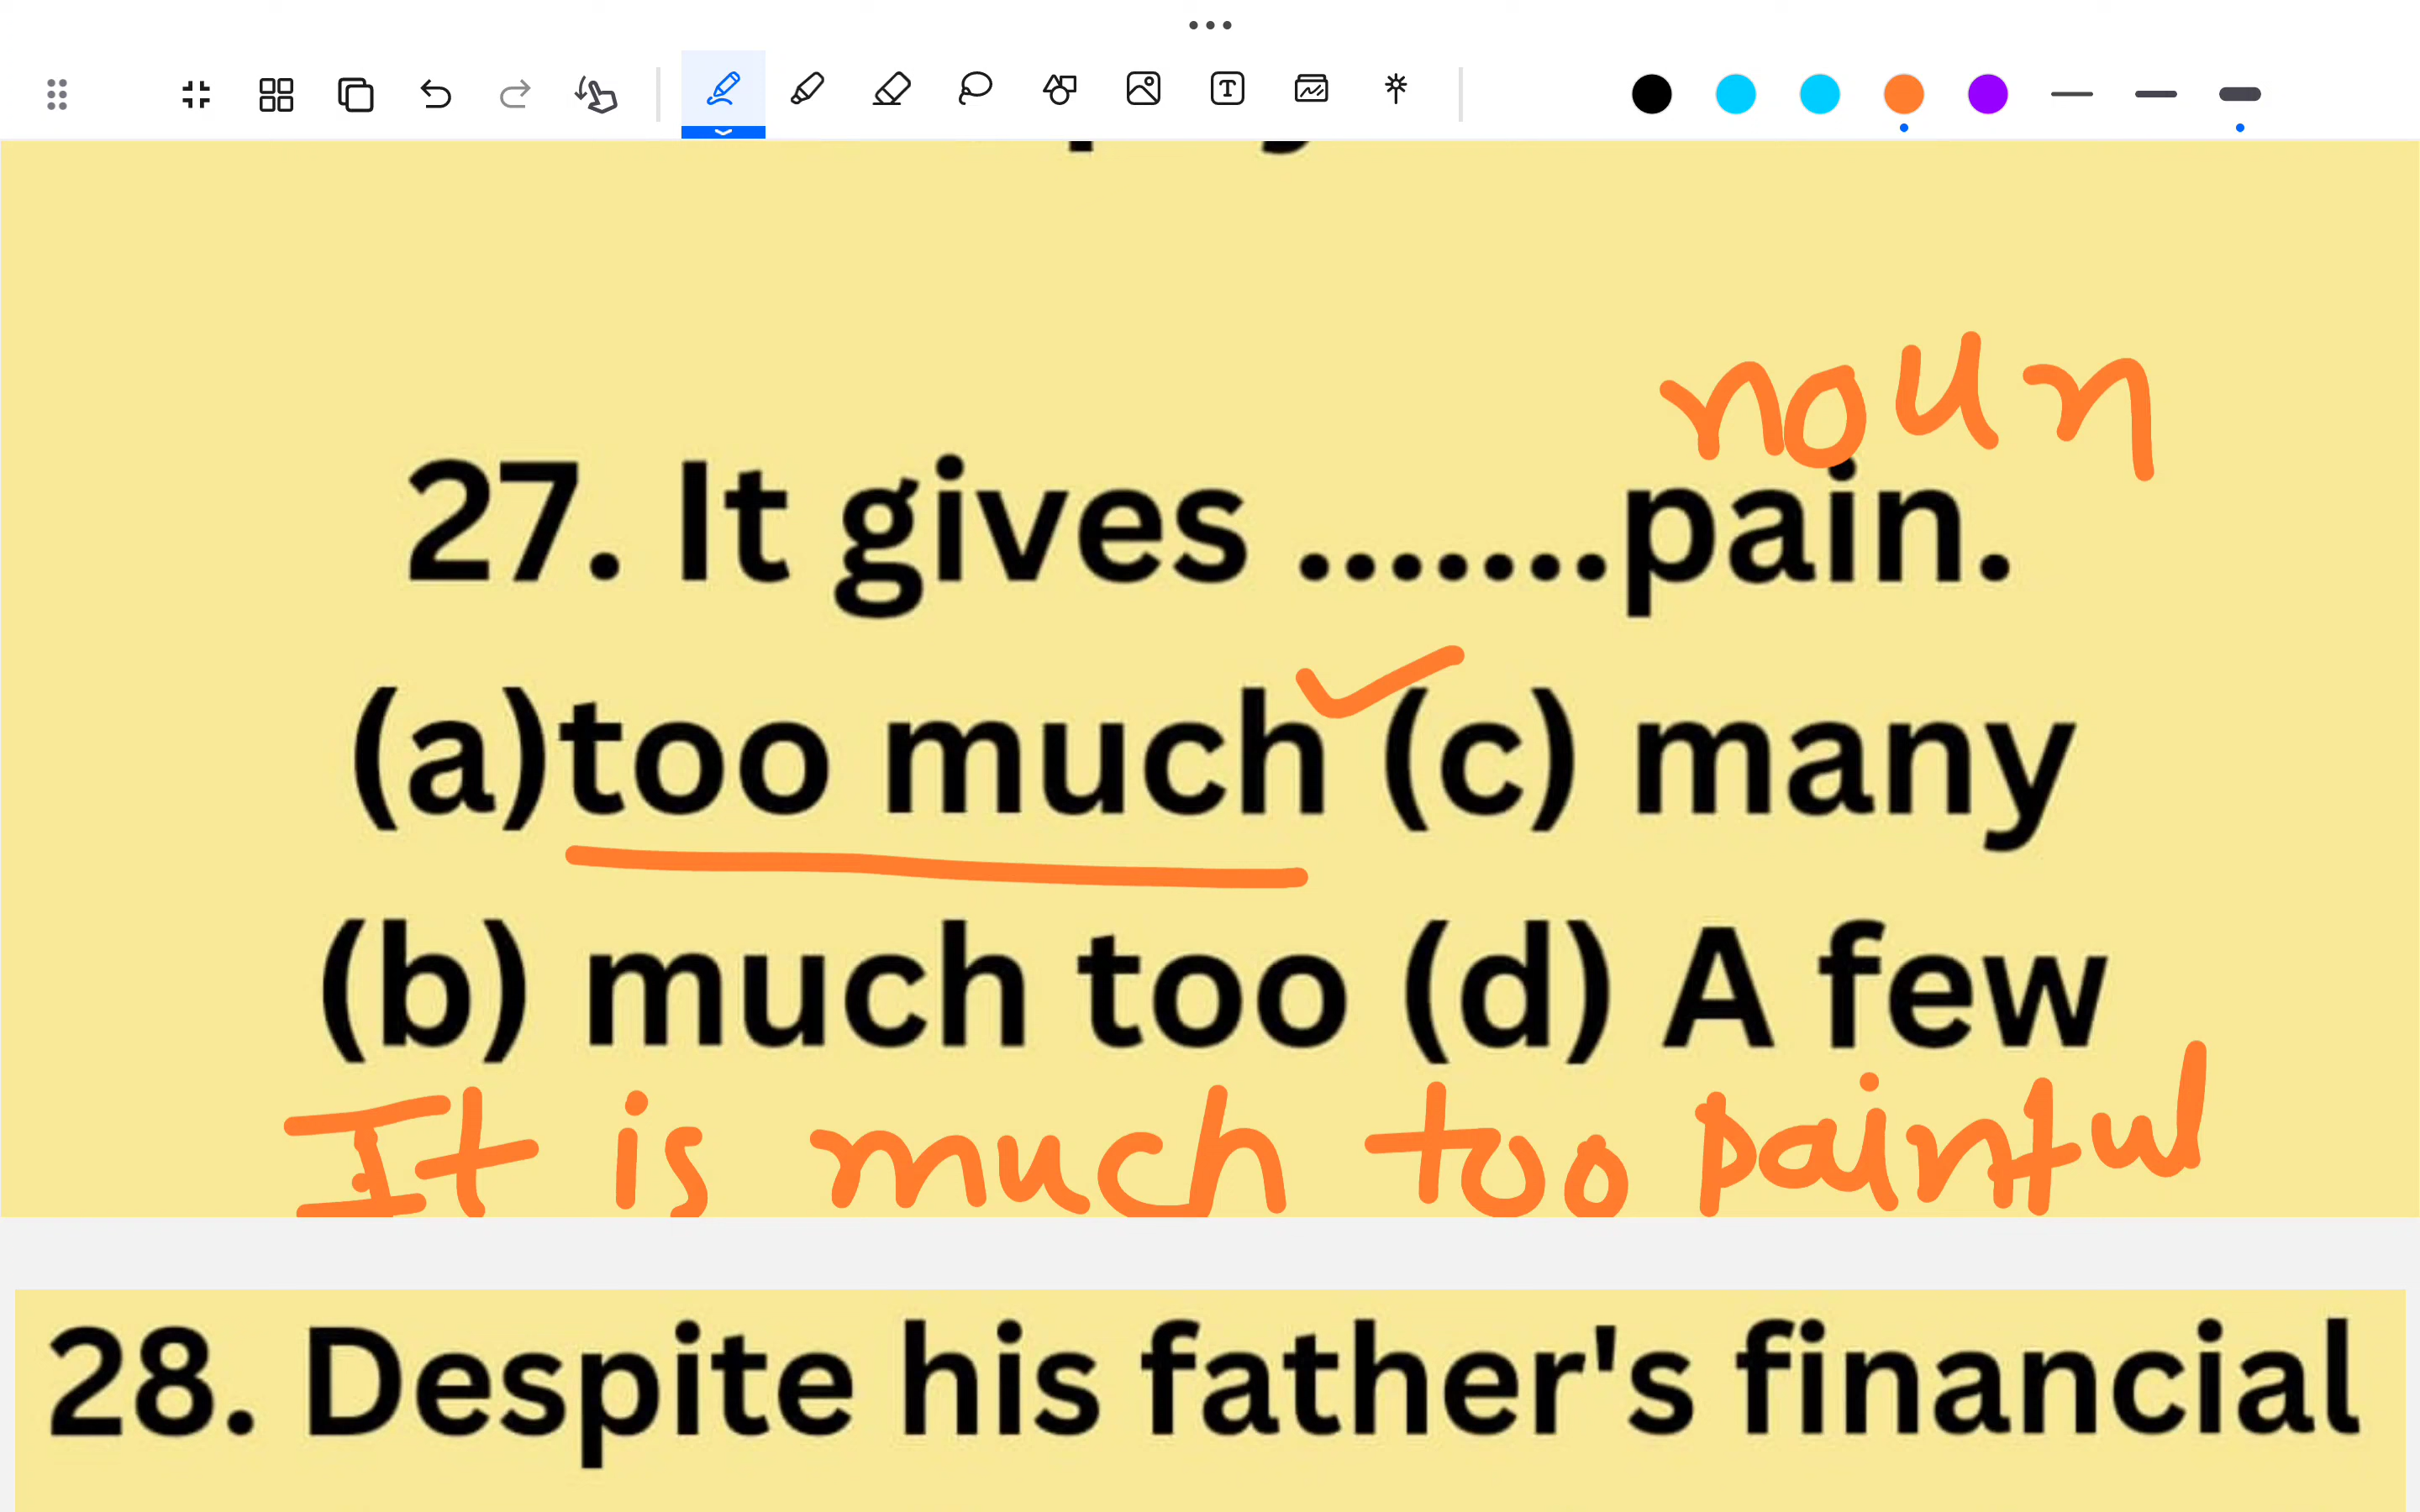 noun
27. It gives .......pain.
(a)too much (c) many
(b) much too (d) A few
It is much too painful
28. Despite his father's financial